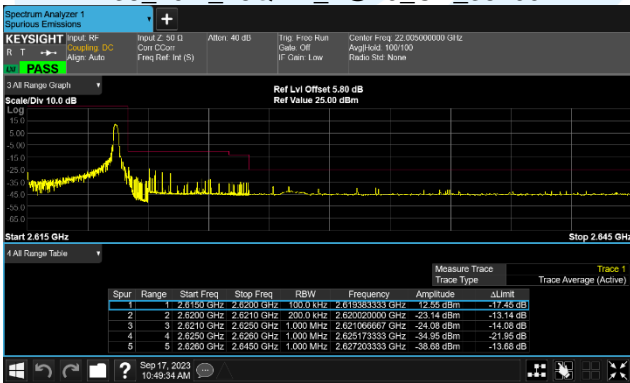 Spectrum Analyzer 1
Spurious Emissions
+
KEYSIGHT Input: RF Input Z: 50 Ω Atten: 40 dB Trig: Free Run Center Freq: 22.005000000 GHz
R T Coupling: DC Corr CCorr Gate: Off Avg|Hold: 100/100
Align: Auto Freq Ref: Int (S) IF Gain: Low Radio Std: None
LV PASS
3 All Range Graph
Ref Lvl Offset 5.80 dB
Scale/Div 10.0 dB Ref Value 25.00 dBm
Log
15.0
5.00
-5.00
-15.0
-25.0
-35.0
-45.0
-55.0
-65.0
Start 2.615 GHz Stop 2.645 GHz
4 All Range Table
Measure Trace Trace 1
Trace Type Trace Average (Active)
Spur Range Start Freq Stop Freq RBW Frequency Amplitude ΔLimit
1 1 2.6150 GHz 2.6200 GHz 100.0 kHz 2.619383333 GHz 12.55 dBm -17.45 dB
2 2 2.6200 GHz 2.6210 GHz 200.0 kHz 2.620020000 GHz -23.14 dBm -13.14 dB
3 3 2.6210 GHz 2.6250 GHz 1.000 MHz 2.621066667 GHz -24.08 dBm -14.08 dB
4 4 2.6250 GHz 2.6260 GHz 1.000 MHz 2.625173333 GHz -34.95 dBm -21.95 dB
5 5 2.6260 GHz 2.6450 GHz 1.000 MHz 2.627203333 GHz -38.68 dBm -13.68 dB
? Sep 17, 2023
10:49:34 AM